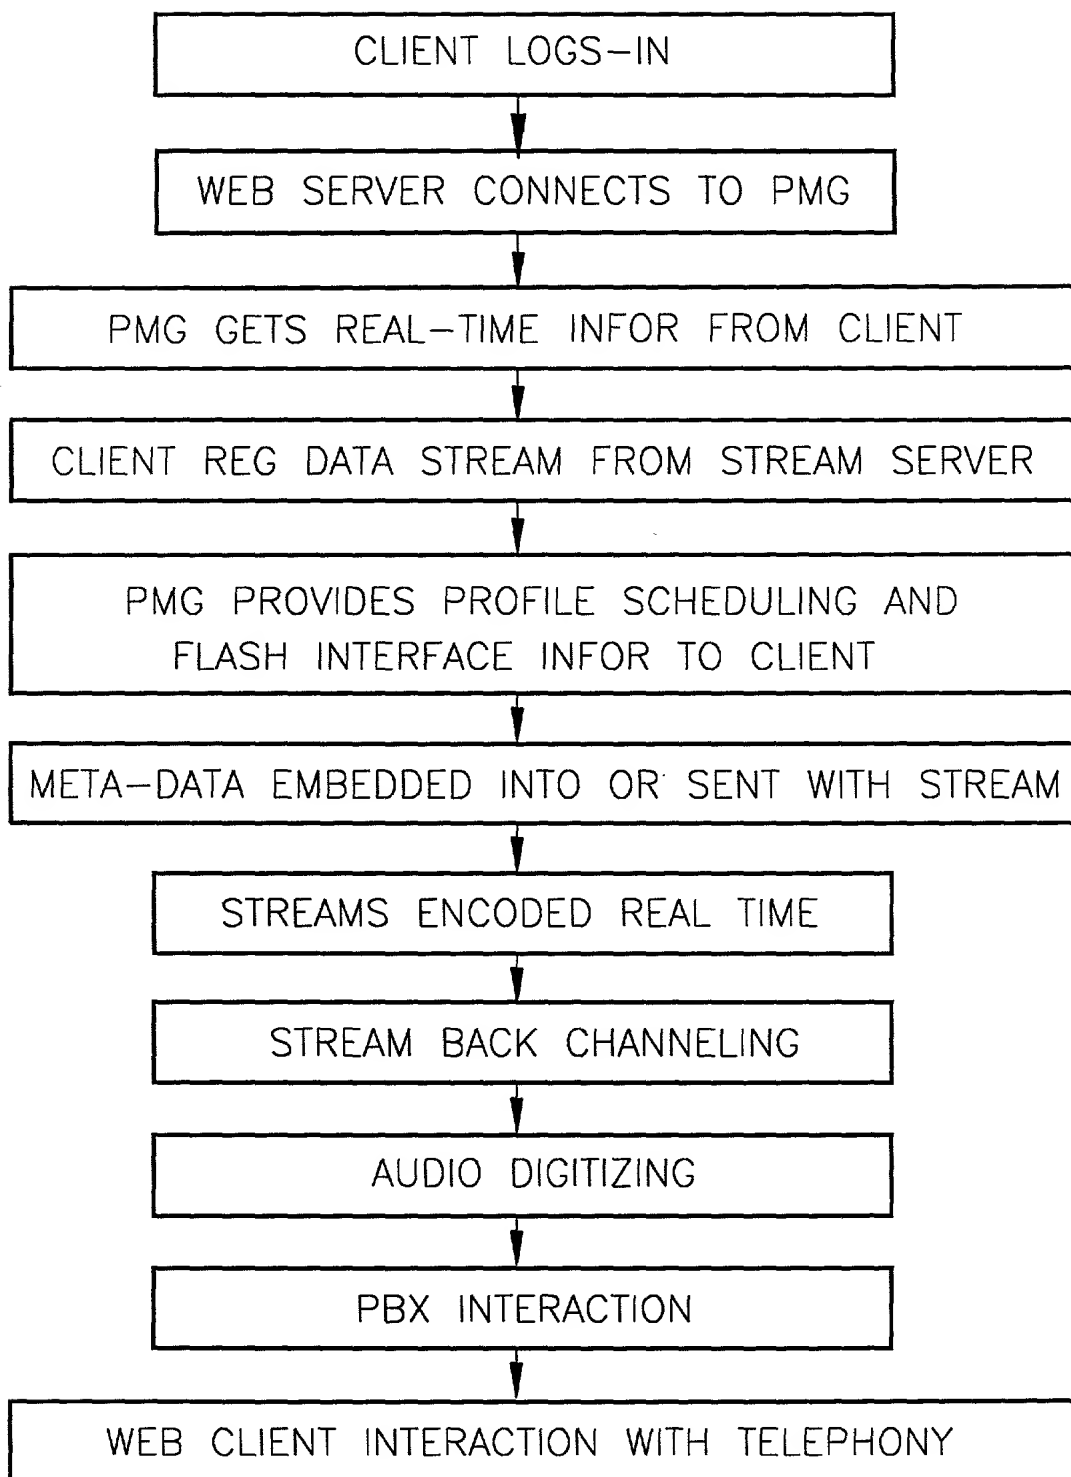 CLIENT LOGS-IN
WEB SERVER CONNECTS TO PMG
PMG GETS REAL-TIME INFOR FROM CLIENT
CLIENT REG DATA STREAM FROM STREAM SERVER
PMG PROVIDES PROFILE SCHEDULING AND
FLASH INTERFACE INFOR TO CLIENT
META-DATA EMBEDDED INTO OR SENT WITH STREAM
STREAMS ENCODED REAL TIME
STREAM BACK CHANNELING
AUDIO DIGITIZING
PBX INTERACTION
WEB CLIENT INTERACTION WITH TELEPHONY